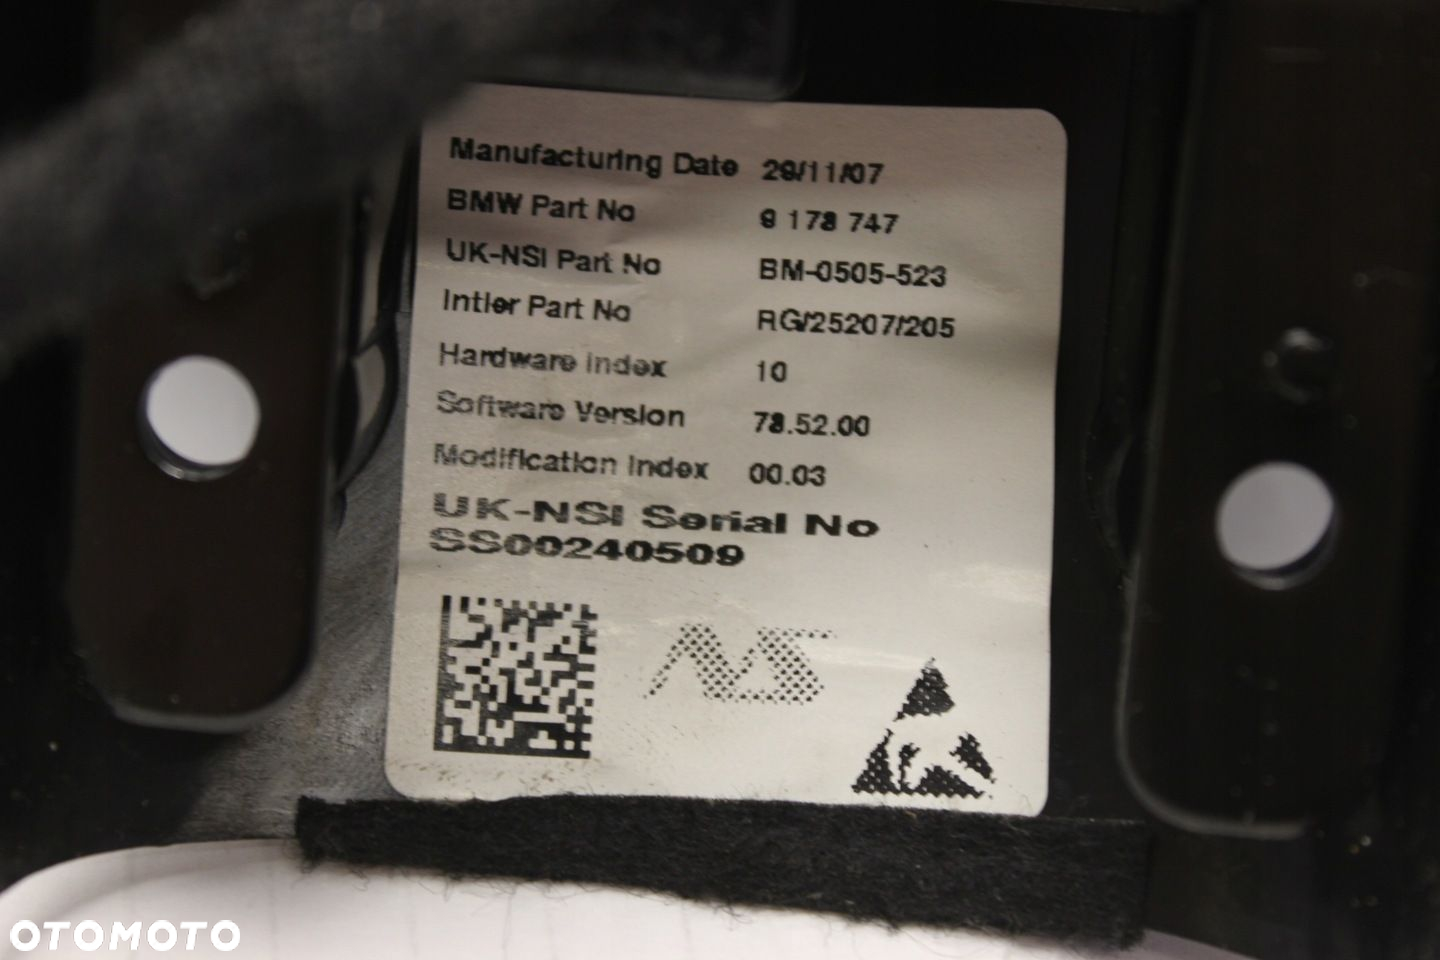 Manufacturing Date 29/11/07
BMW Part No 9 178 747
UK-NSI Part No BM-0505-523
Intier Part No RG/25207/205
Hardware Index 10
Software Version 78.52.00
Modification Index 00.03
UK-NSI Serial No
SS00240509
NS
OTOMOTO